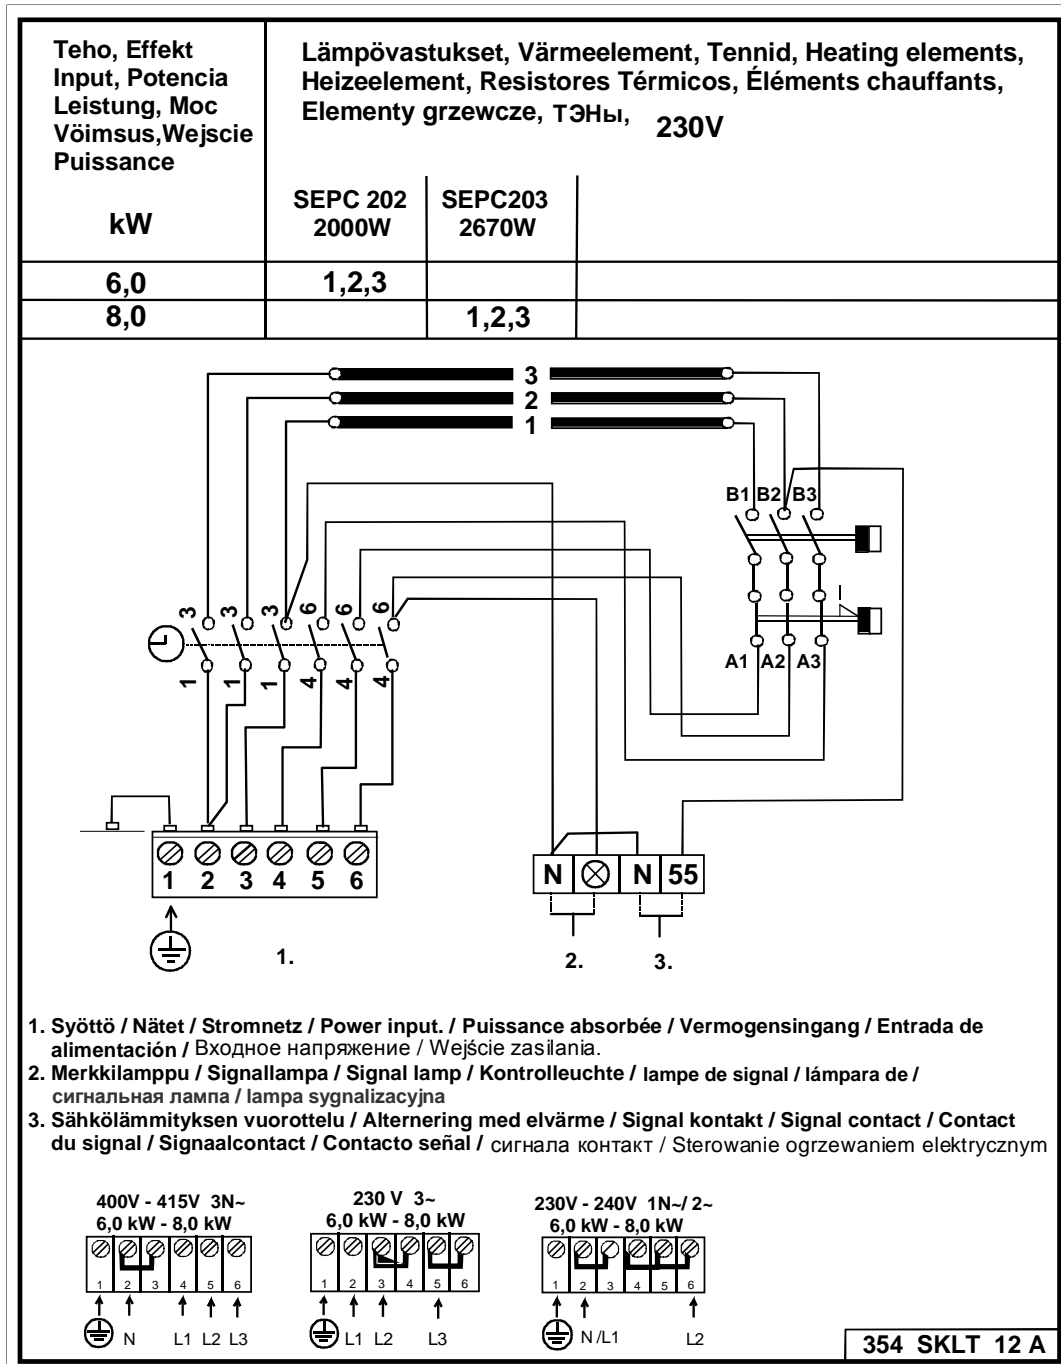 Teho, Effekt
Input, Potencia
Leistung, Moc
Vöimsus,Wejscie
Puissance
kW
Lämpövastukset, Värmeelement, Tennid, Heating elements,
Heizeelement, Resistores Térmicos, Éléments chauffants,
Elementy grzewcze, ТЭНы, 230V
SEPC 202
2000W
SEPC203
2670W
6,0 1,2,3
8,0 1,2,3
3
2
1
B1 B2 B3
3 3 3 6 6 6
1 1 1 4 4 4
A1 A2 A3
1 2 3 4 5 6
N N 55
1. 2. 3.
1. Syöttö / Nätet / Stromnetz / Power input. / Puissance absorbée / Vermogensingang / Entrada de
alimentación / Входное напряжение / Wejście zasilania.
2. Merkkilamppu / Signallampa / Signal lamp / Kontrolleuchte / lampe de signal / lámpara de /
сигнальная лампа / lampa sygnalizacyjna
3. Sähkölämmityksen vuorottelu / Alternering med elvärme / Signal kontakt / Signal contact / Contact
du signal / Signaalcontact / Contacto señal / сигнала контакт / Sterowanie ogrzewaniem elektrycznym
400V - 415V 3N~
6,0 kW - 8,0 kW
1 2 3 4 5 6
N L1 L2 L3
230 V 3~
6,0 kW - 8,0 kW
1 2 3 4 5 6
L1 L2 L3
230V - 240V 1N~/ 2~
6,0 kW - 8,0 kW
1 2 3 4 5 6
N /L1 L2
354 SKLT 12 A